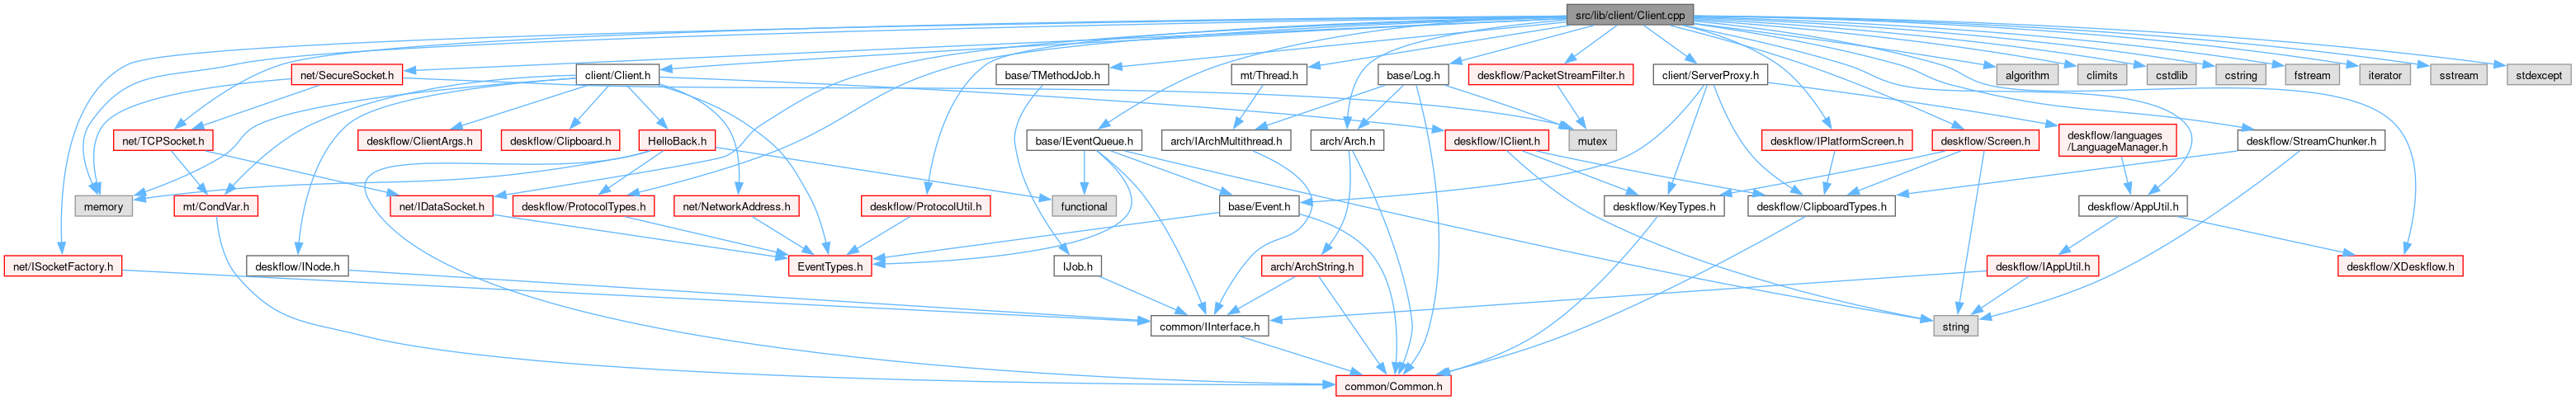 src/lib/client/Client.cpp
net/SecureSocket.h
client/Client.h
base/TMethodJob.h
mt/Thread.h
base/Log.h
deskflow/PacketStreamFilter.h
client/ServerProxy.h
algorithm
climits
cstdlib
cstring
fstream
iterator
sstream
stdexcept
net/TCPSocket.h
deskflow/ClientArgs.h
deskflow/Clipboard.h
HelloBack.h
base/IEventQueue.h
arch/IArchMultithread.h
arch/Arch.h
mutex
deskflow/IClient.h
deskflow/IPlatformScreen.h
deskflow/Screen.h
deskflow/languages
/LanguageManager.h
deskflow/StreamChunker.h
memory
mt/CondVar.h
net/IDataSocket.h
deskflow/ProtocolTypes.h
net/NetworkAddress.h
deskflow/ProtocolUtil.h
functional
base/Event.h
deskflow/KeyTypes.h
deskflow/ClipboardTypes.h
deskflow/AppUtil.h
net/ISocketFactory.h
deskflow/INode.h
EventTypes.h
IJob.h
arch/ArchString.h
deskflow/IAppUtil.h
deskflow/XDeskflow.h
common/IInterface.h
string
common/Common.h